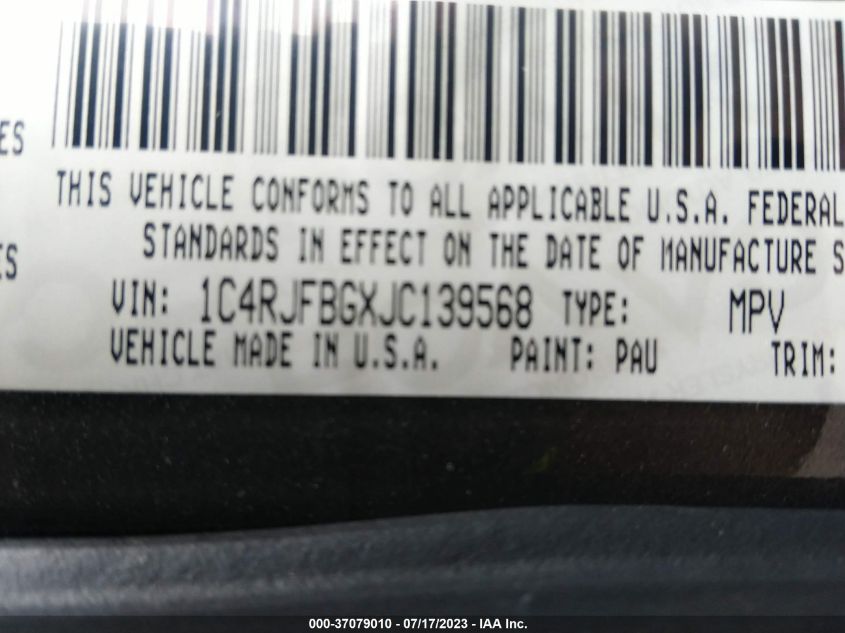 ES
THIS VEHICLE CONFORMS TO ALL APPLICABLE U.S.A. FEDERAL
STANDARDS IN EFFECT ON THE DATE OF MANUFACTURE S
ES
VIN: 1C4RJFBGXJC139568 TYPE: MPV
VEHICLE MADE IN U.S.A. PAINT: PAU TRIM:
000-37079010 - 07/17/2023 - IAA Inc.